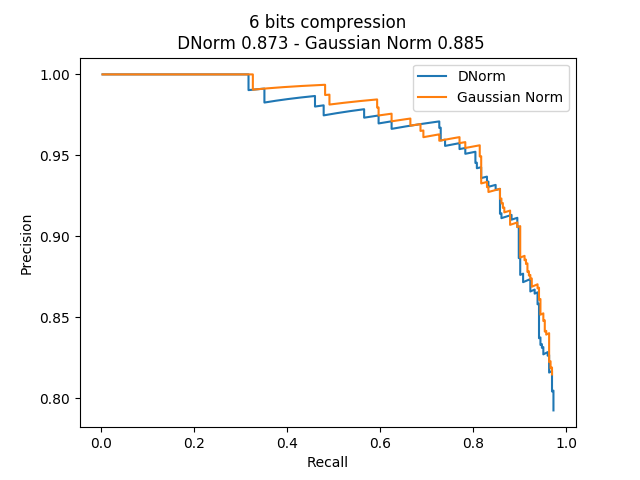 6 bits compression
DNorm 0.873 - Gaussian Norm 0.885
DNorm
Gaussian Norm
Precision
1.00
0.95
0.90
0.85
0.80
0.0 0.2 0.4 0.6 0.8 1.0
Recall